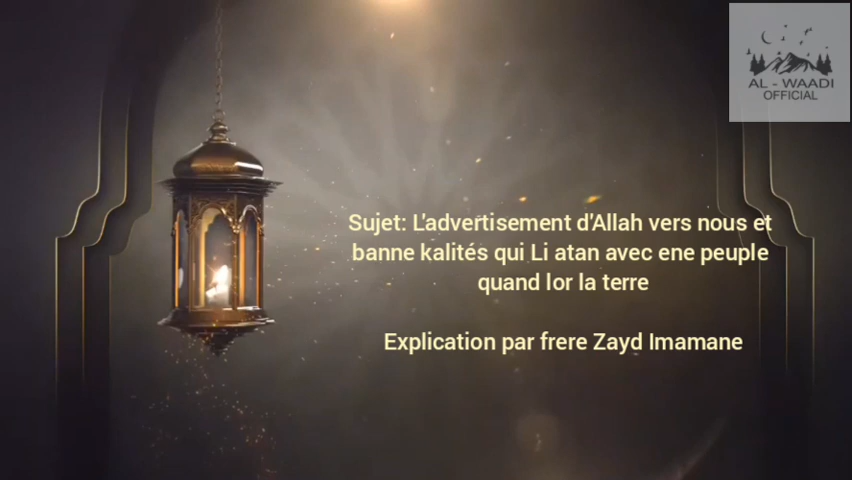 AL - WAADI
OFFICIAL
Sujet: L'advertisement d'Allah vers nous et
banne kalités qui Li atan avec ene peuple
quand lor la terre
Explication par frere Zayd Imamane